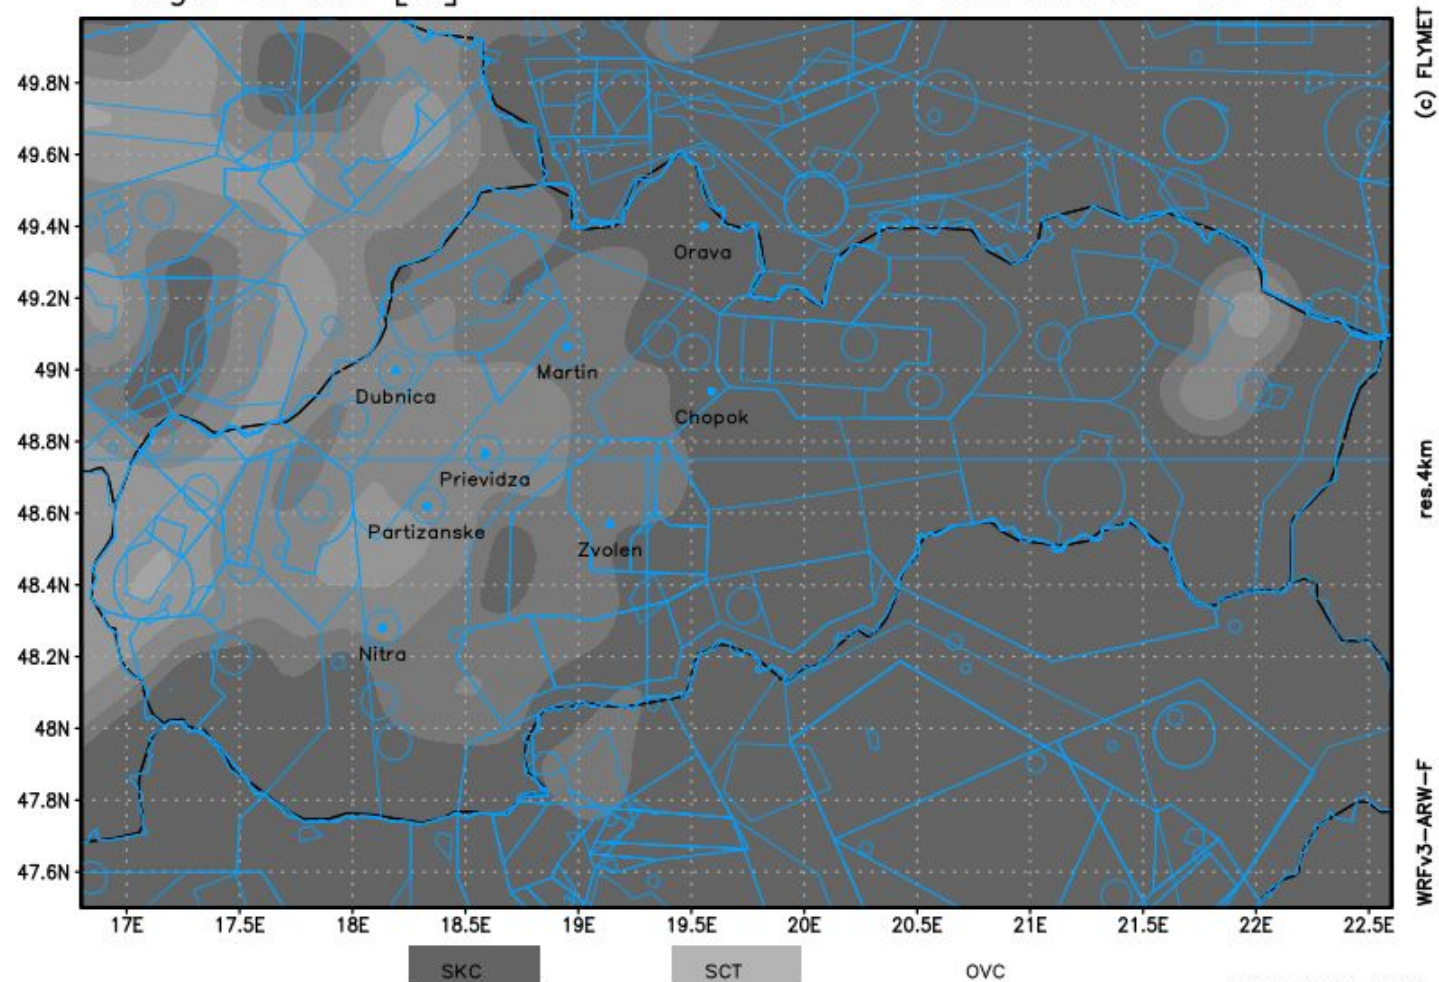 (c) FLYMET
49.8N
49.6N
49.4N
Orava
49.2N
49N
Martin
Dubnica
Chopok
48.8N
Prievidza
res.4km
48.6N
Partizanske
Zvolen
48.4N
Nitra
48.2N
48N
47.8N
WRFv3-ARW-F
47.6N
17E 17.5E 18E 18.5E 19E 19.5E 20E 20.5E 21E 21.5E 22E 22.5E
SKC SCT OVC